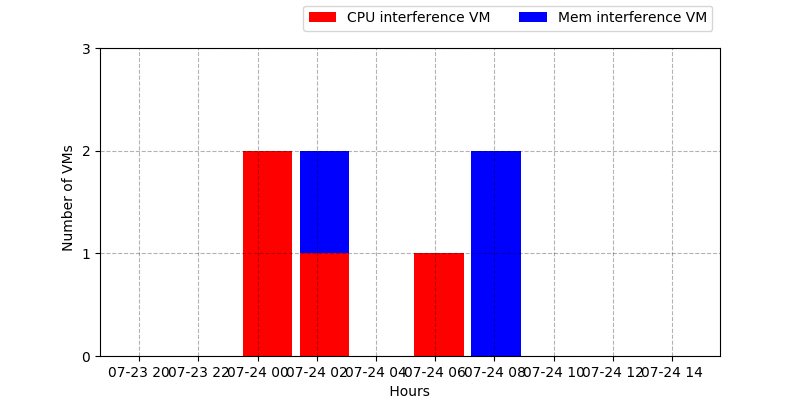 CPU interference VM Mem interference VM
3
2
1
0
Number of VMs
07-23 20 07-23 22 07-24 00 07-24 02 07-24 04 07-24 06 07-24 08 07-24 10 07-24 12 07-24 14
Hours